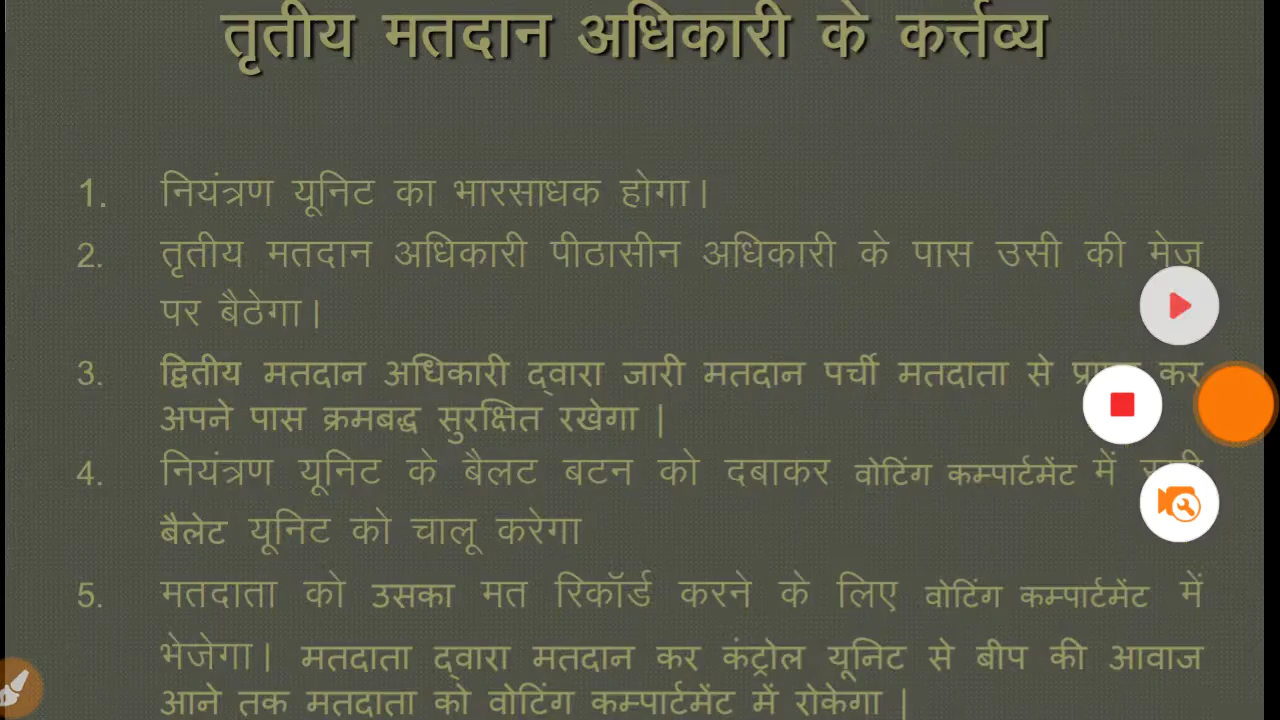 तृतीय मतदान अधिकारी के कर्त्तव्य
1. नियंत्रण यूनिट का भारसाधक होगा।
2. तृतीय मतदान अधिकारी पीठासीन अधिकारी के पास उसी की मेज
पर बैठेगा।
3. द्वितीय मतदान अधिकारी द्वारा जारी मतदान पर्ची मतदाता से कर
अपने पास क्रमबद्ध सुरक्षित रखेगा |
4. नियंत्रण यूनिट के बैलट बटन को दबाकर वोटिंग कम्पार्टमेंट में
बैलेट यूनिट को चालू करेगा
5. मतदाता को उसका मत रिकॉर्ड करने के लिए वोटिंग कम्पार्टमेंट में
भेजेगा। मतदाता द्वारा मतदान कर कंट्रोल यूनिट से बीप की आवाज
आने तक मतदाता को वोटिंग कम्पार्टमेंट में रोकेगा |